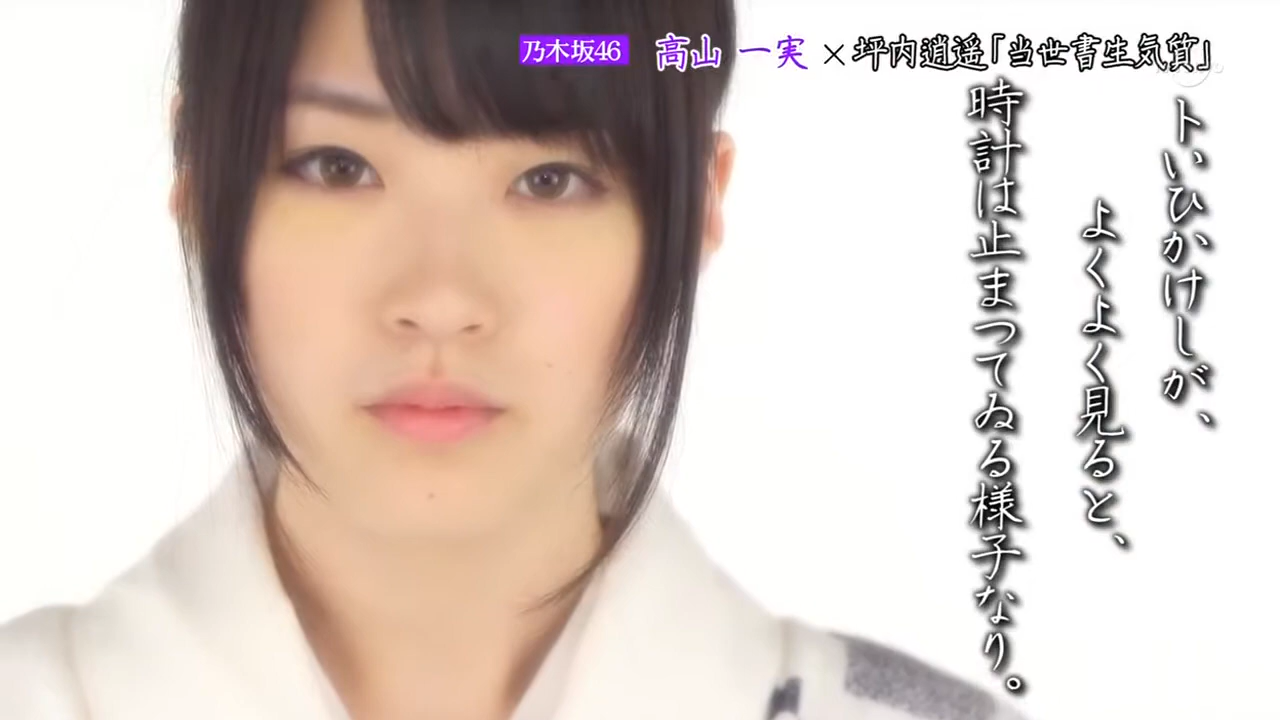 乃木坂46 高山 一実×坪内逍遥「当世書生気質」
トいひかけしが、
よくよく見ると、
時計は止まつてゐる様子なり。